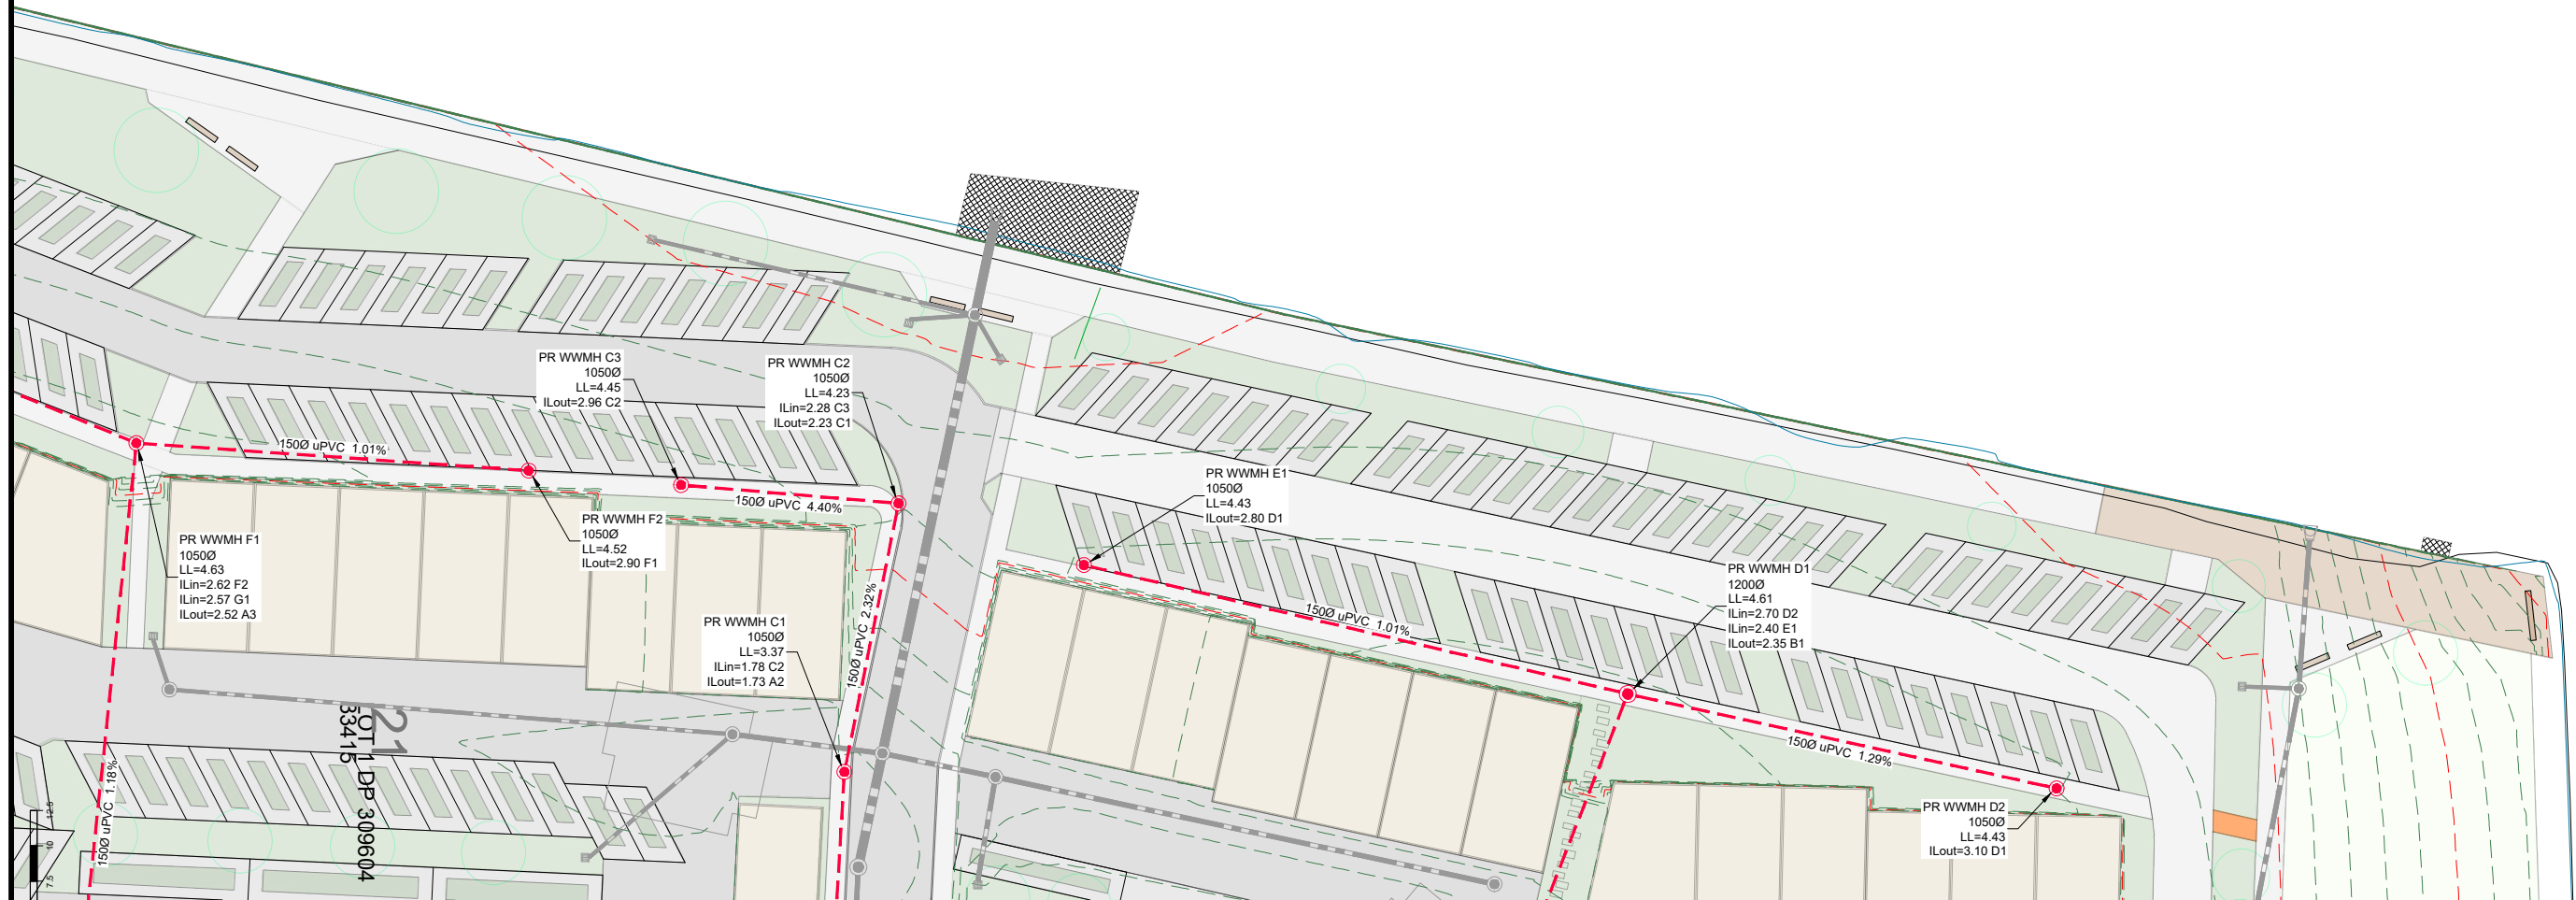 PR WWMH C3
1050Ø
LL=4.45
ILout=2.96 C2
PR WWMH C2
1050Ø
LL=4.23
ILin=2.28 C3
ILout=2.23 C1
150Ø uPVC 1.01%
150Ø uPVC 4.40%
PR WWMH E1
1050Ø
LL=4.43
ILout=2.80 D1
PR WWMH F2
1050Ø
LL=4.52
ILout=2.90 F1
PR WWMH F1
1050Ø
LL=4.63
ILin=2.62 F2
ILin=2.57 G1
ILout=2.52 A3
PR WWMH D1
1200Ø
LL=4.61
ILin=2.70 D2
ILin=2.40 E1
ILout=2.35 B1
150Ø uPVC 2.32%
150Ø uPVC 1.01%
PR WWMH C1
1050Ø
LL=3.37
ILin=1.78 C2
ILout=1.73 A2
150Ø uPVC 1.29%
21
LOT 1 DP 309604
33415
150Ø uPVC 1.18%
PR WWMH D2
1050Ø
LL=4.43
ILout=3.10 D1
12.5
10
7.5